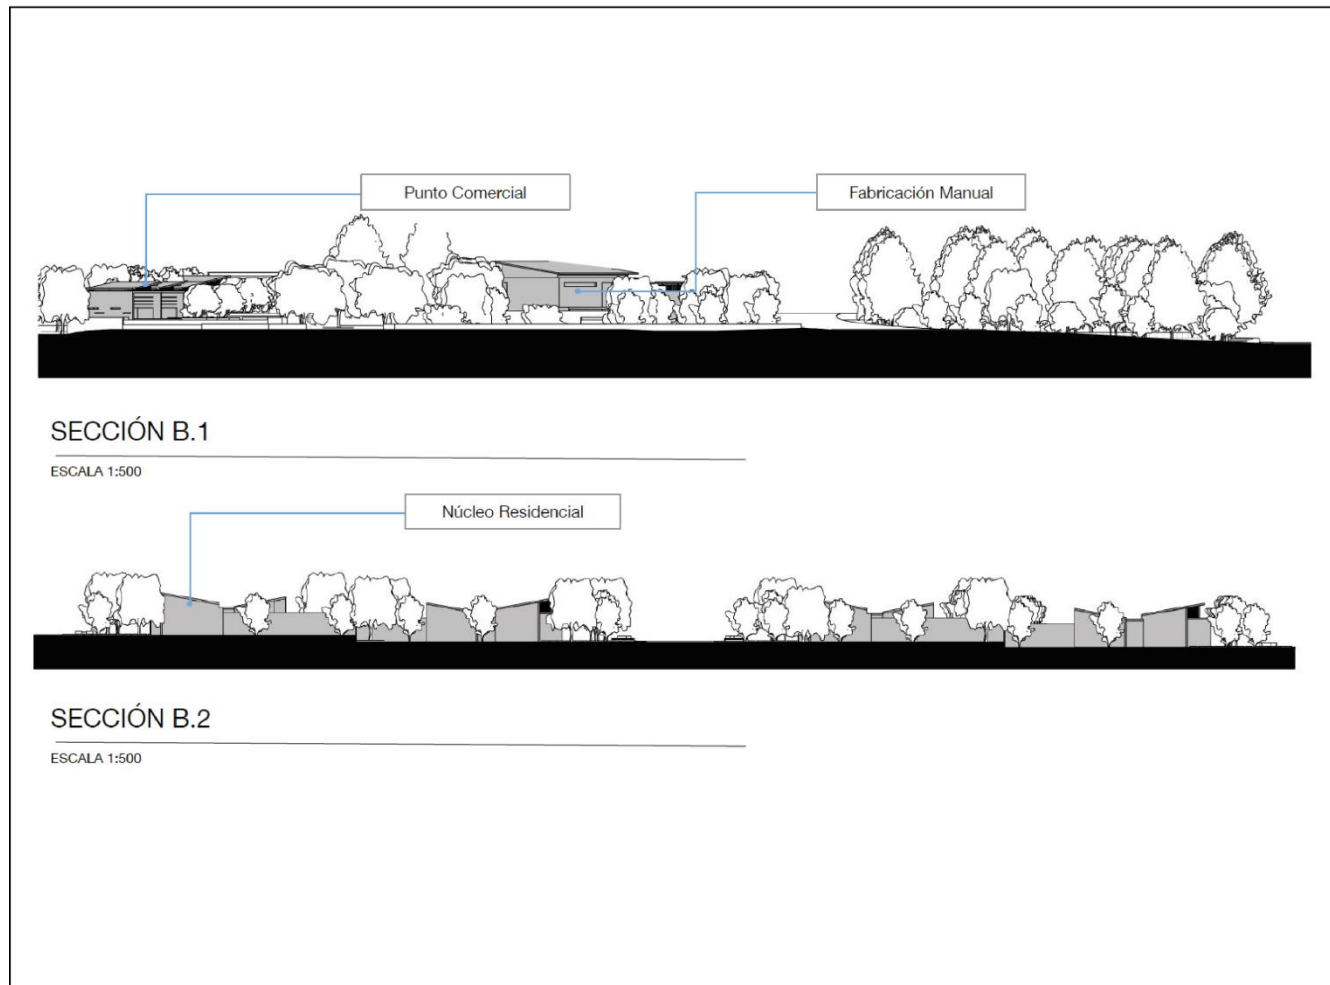 Punto Comercial
Fabricación Manual
SECCIÓN B.1
ESCALA 1:500
Núcleo Residencial
SECCIÓN B.2
ESCALA 1:500